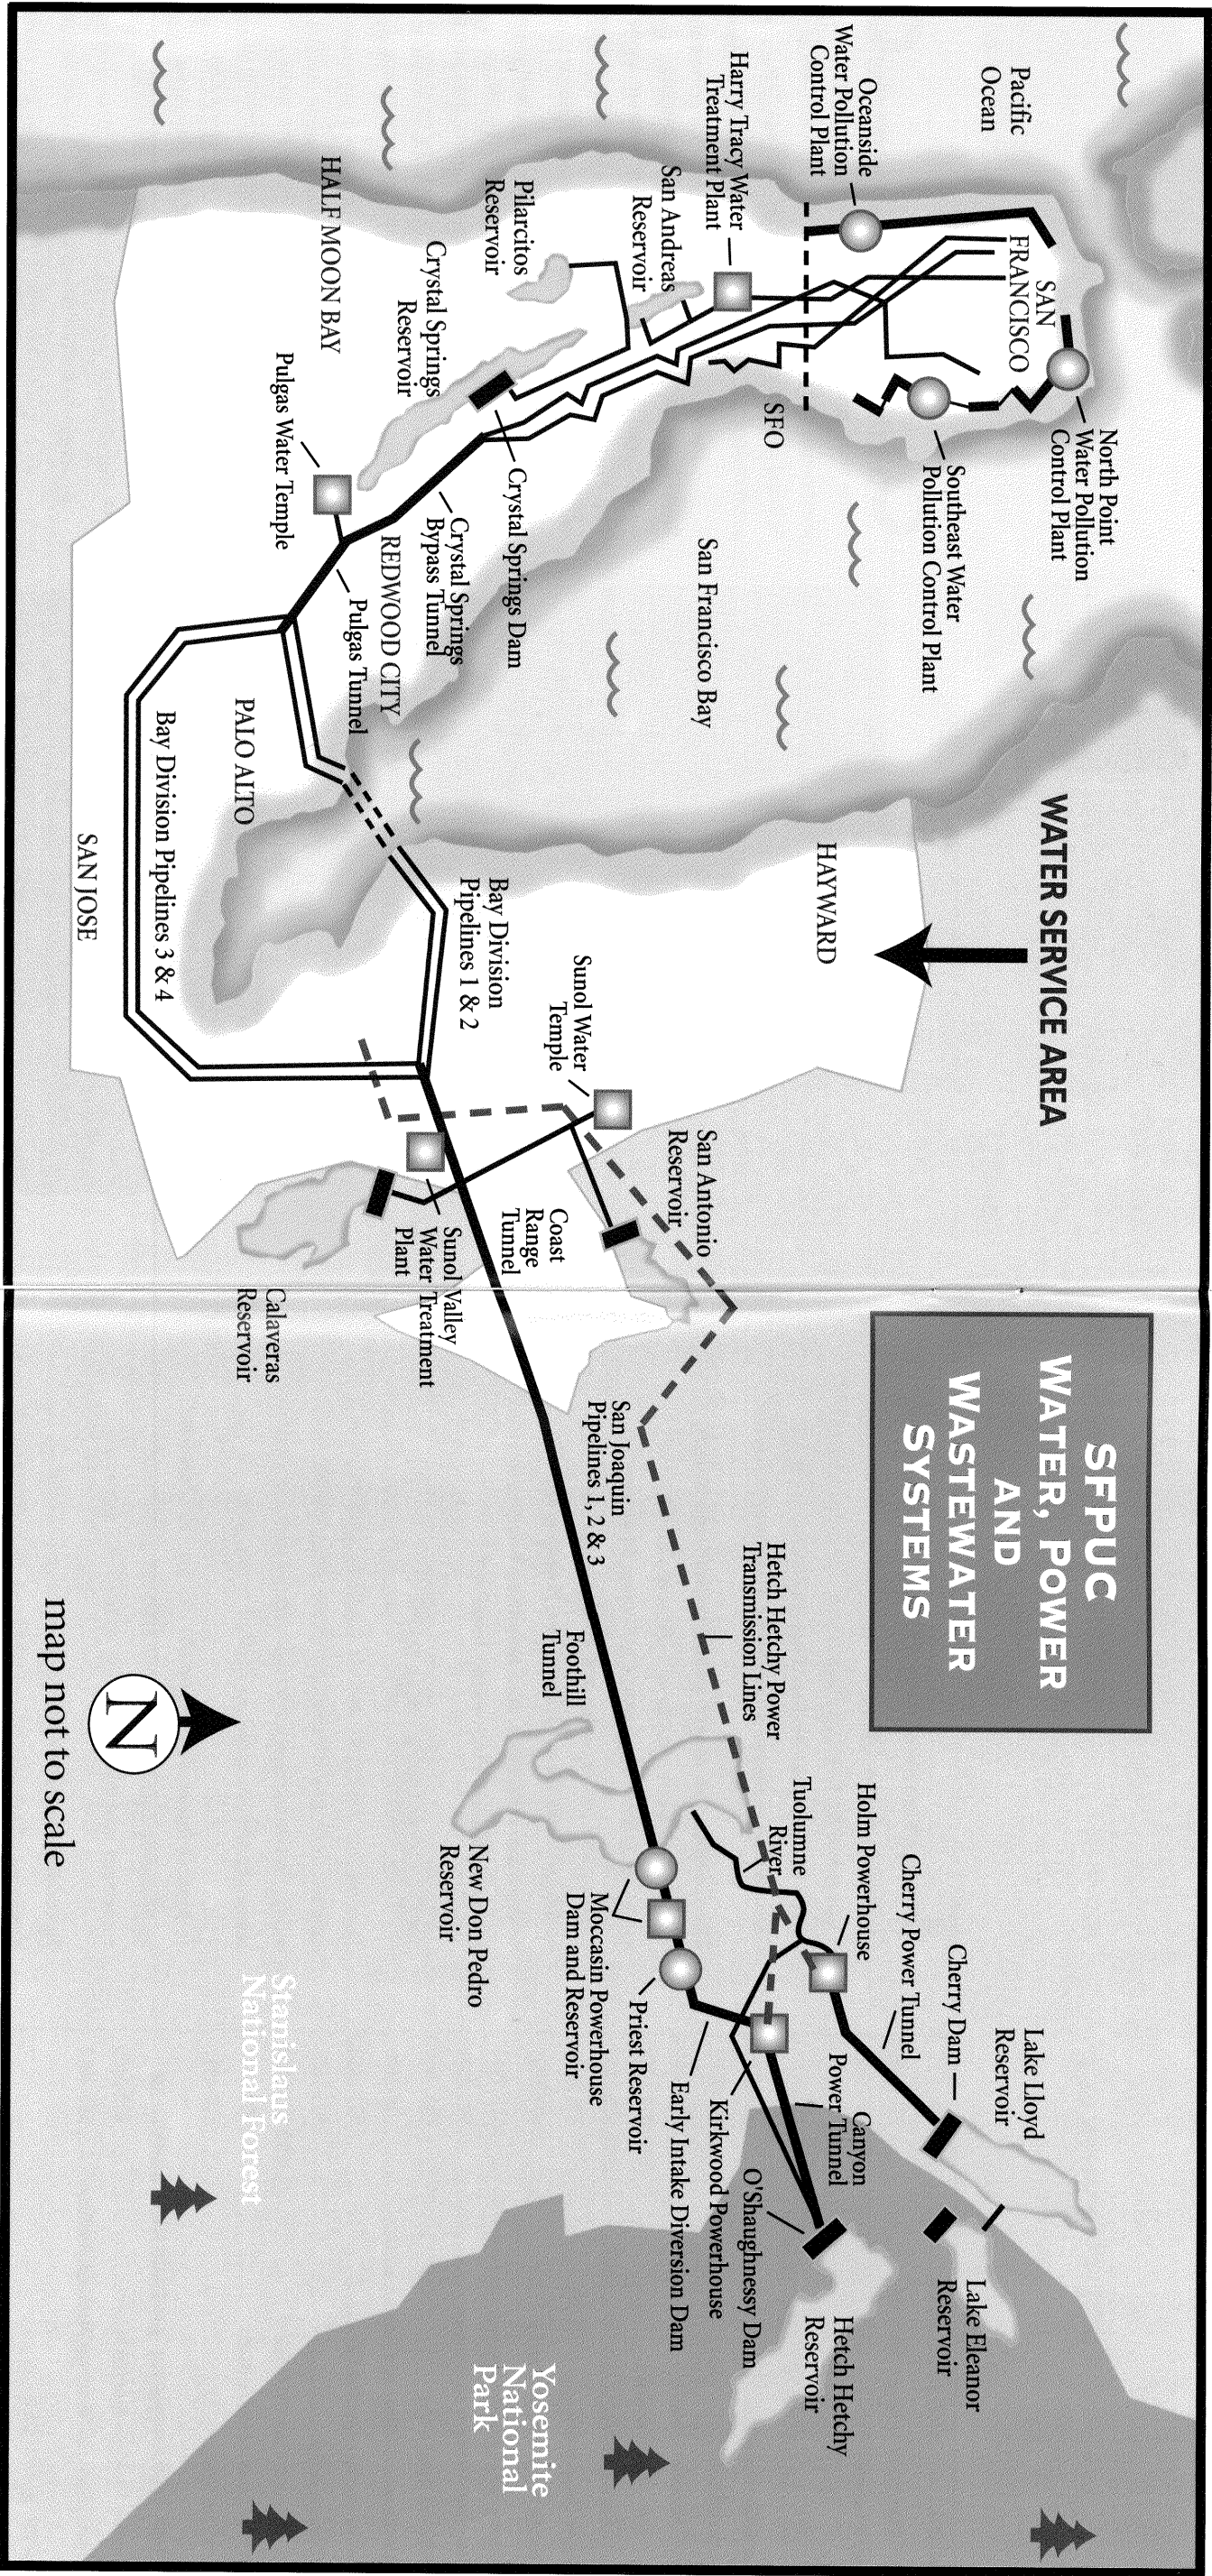 SFPUC
WATER, POWER
AND
WASTEWATER
SYSTEMS
WATER SERVICE AREA
Pacific
Ocean
Oceanside
Water Pollution
Control Plant
Harry Tracy Water
Treatment Plant
San Andreas
Reservoir
Pilarcitos
Reservoir
Crystal Springs
Reservoir
HALF MOON BAY
Pulgas Water Temple
SAN
FRANCISCO
North Point
Water Pollution
Control Plant
Southeast Water
Pollution Control Plant
SFO
San Francisco Bay
Crystal Springs Dam
Crystal Springs
Bypass Tunnel
REDWOOD CITY
Pulgas Tunnel
PALO ALTO
Bay Division Pipelines 3 & 4
SAN JOSE
HAYWARD
Bay Division
Pipelines 1 & 2
Sunol Water
Temple
San Antonio
Reservoir
Coast
Range
Tunnel
Sunol Valley
Water Treatment
Plant
Calaveras
Reservoir
San Joaquin
Pipelines 1, 2 & 3
Hetch Hetchy Power
Transmission Lines
Foothill
Tunnel
Tuolumne
River
Holm Powerhouse
Cherry Power Tunnel
Cherry Dam
Lake Lloyd
Reservoir
New Don Pedro
Reservoir
Moccasin Powerhouse
Dam and Reservoir
Priest Reservoir
Early Intake Diversion Dam
Kirkwood Powerhouse
Canyon
Power Tunnel
O'Shaughnessy Dam
Hetch Hetchy
Reservoir
Lake Eleanor
Reservoir
Stanislaus
National Forest
Yosemite
National
Park
N
map not to scale